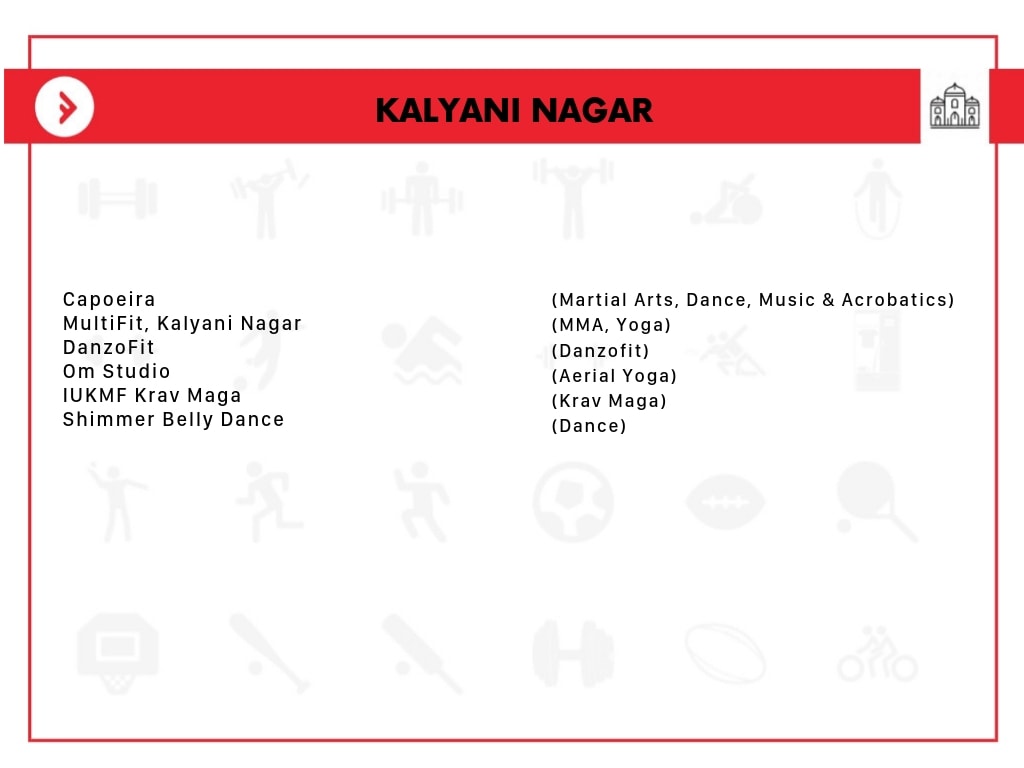 KALYANI NAGAR
Capoeira
MultiFit, Kalyani Nagar
DanzoFit
Om Studio
IUKMF Krav Maga
Shimmer Belly Dance
(Martial Arts, Dance, Music & Acrobatics)
(MMA, Yoga)
(Danzofit)
(Aerial Yoga)
(Krav Maga)
(Dance)